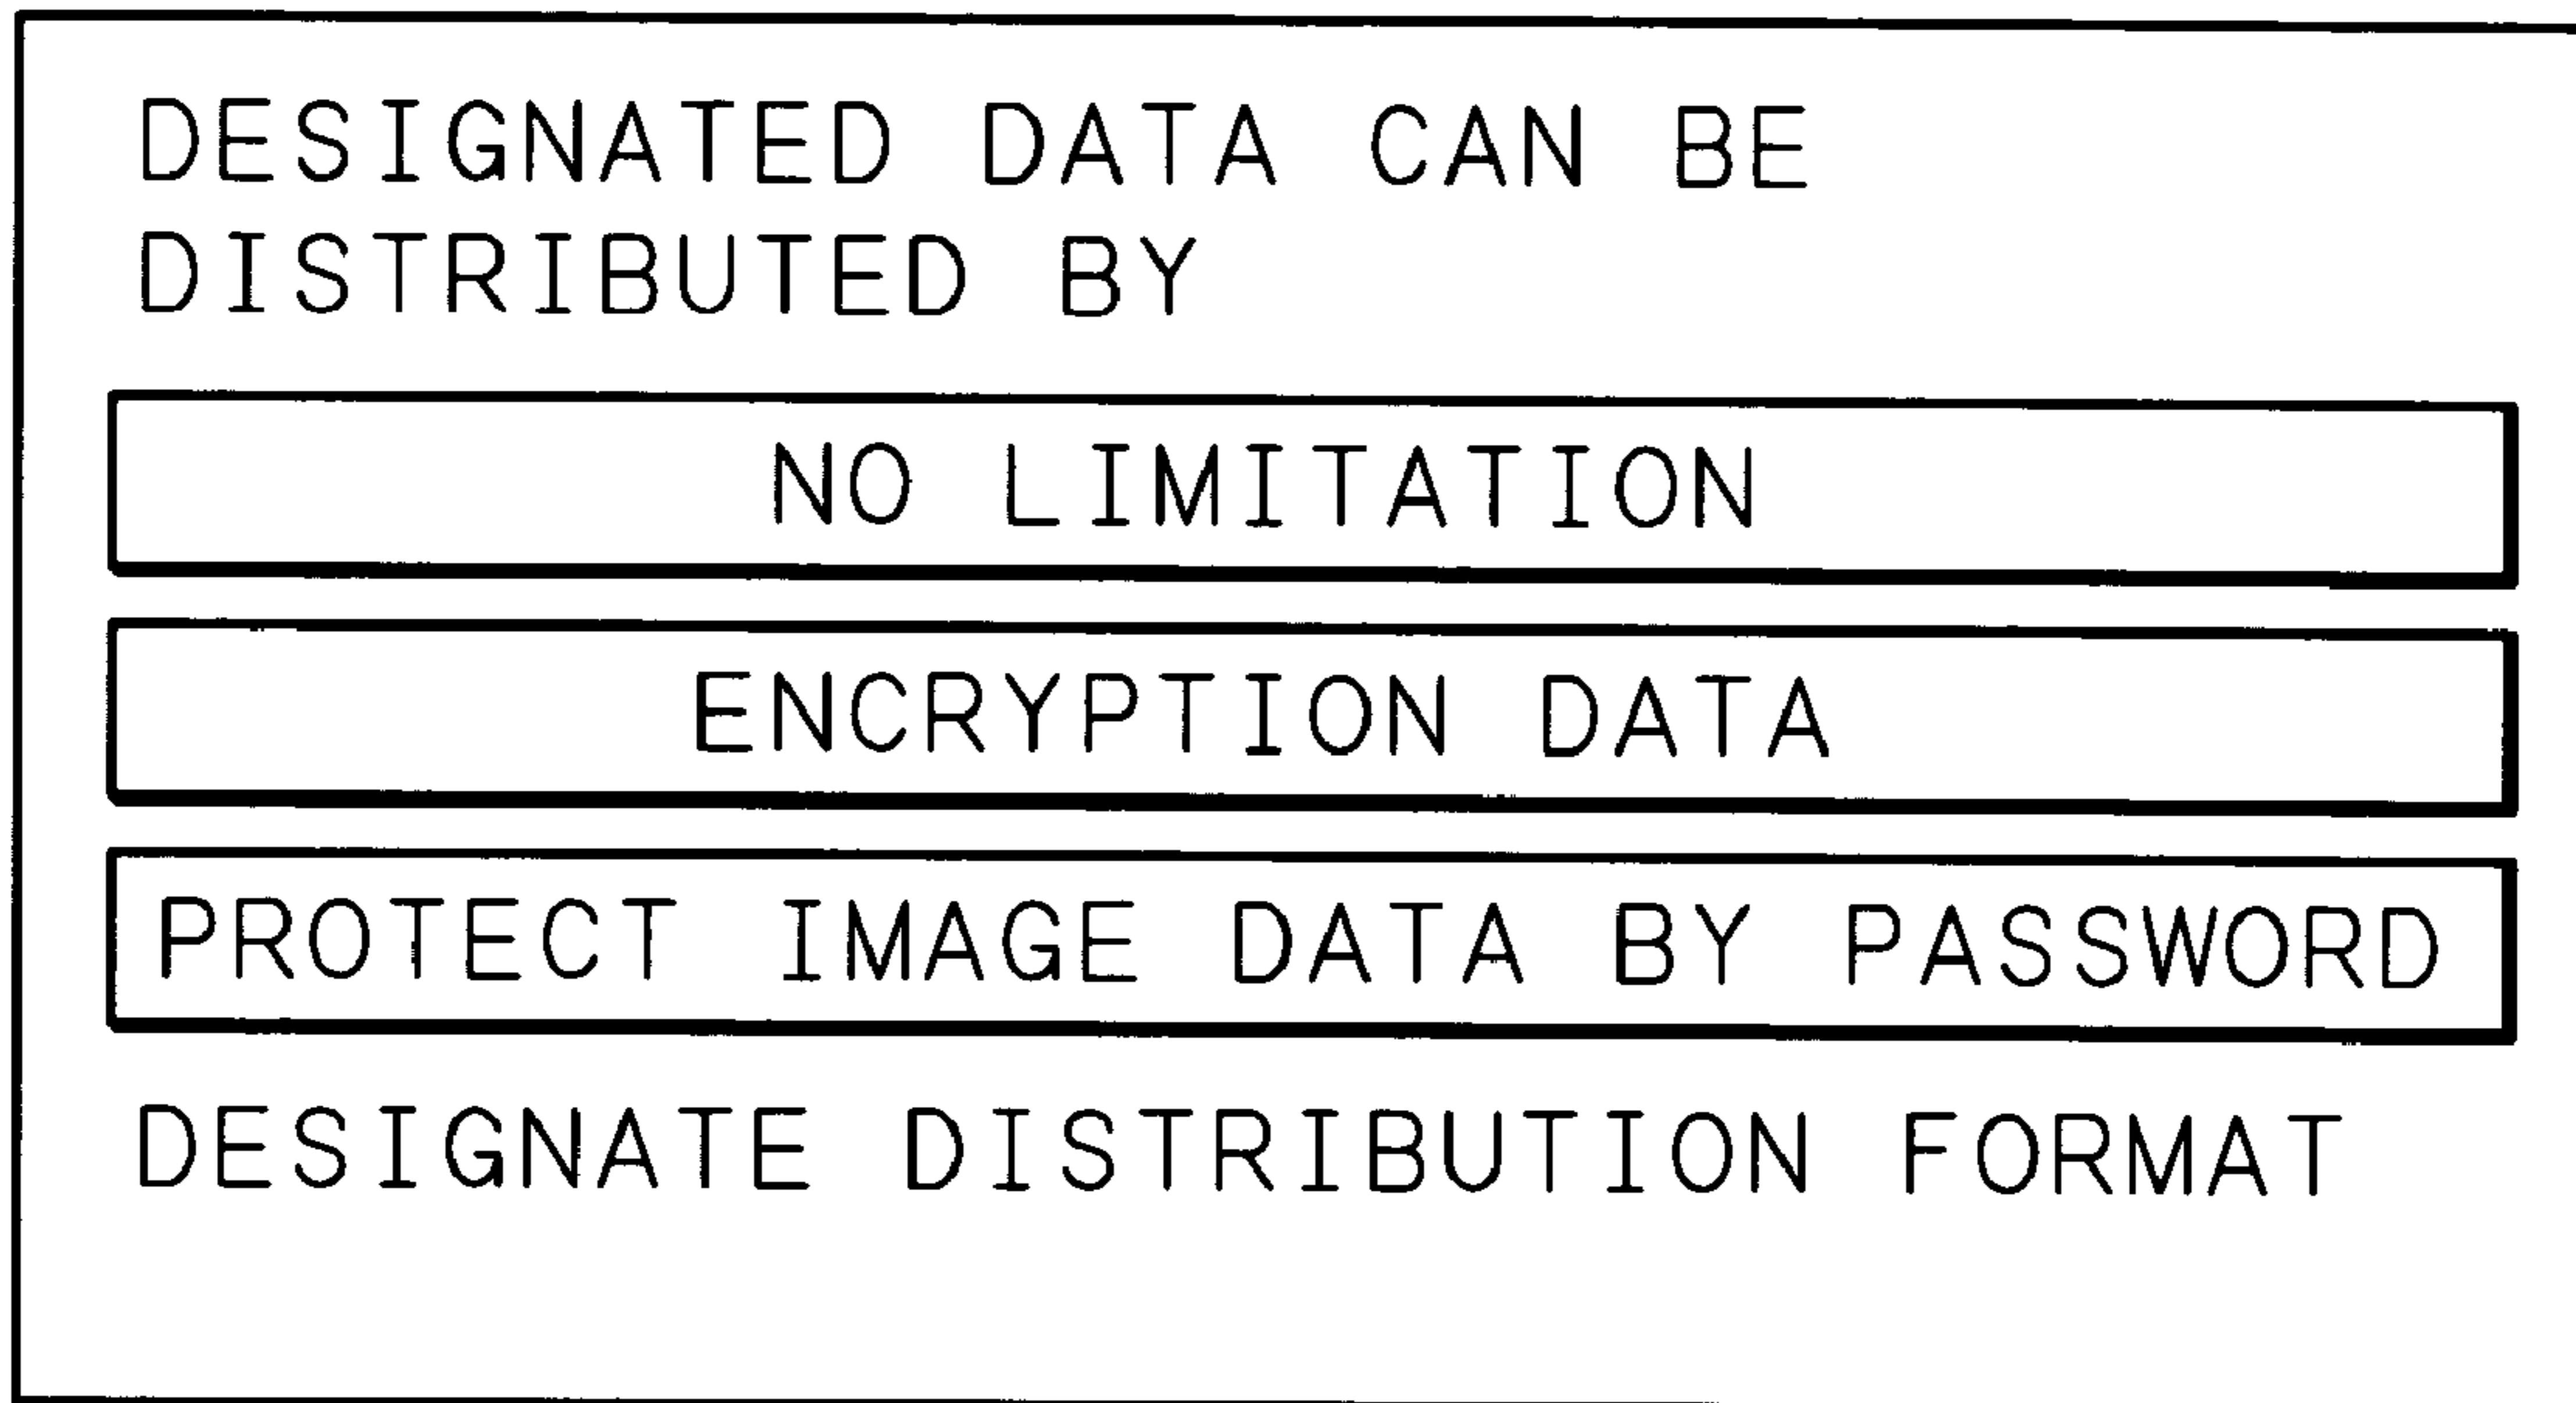 DESIGNATED DATA CAN BE
DISTRIBUTED BY
NO LIMITATION
ENCRYPTION DATA
PROTECT IMAGE DATA BY PASSWORD
DESIGNATE DISTRIBUTION FORMAT